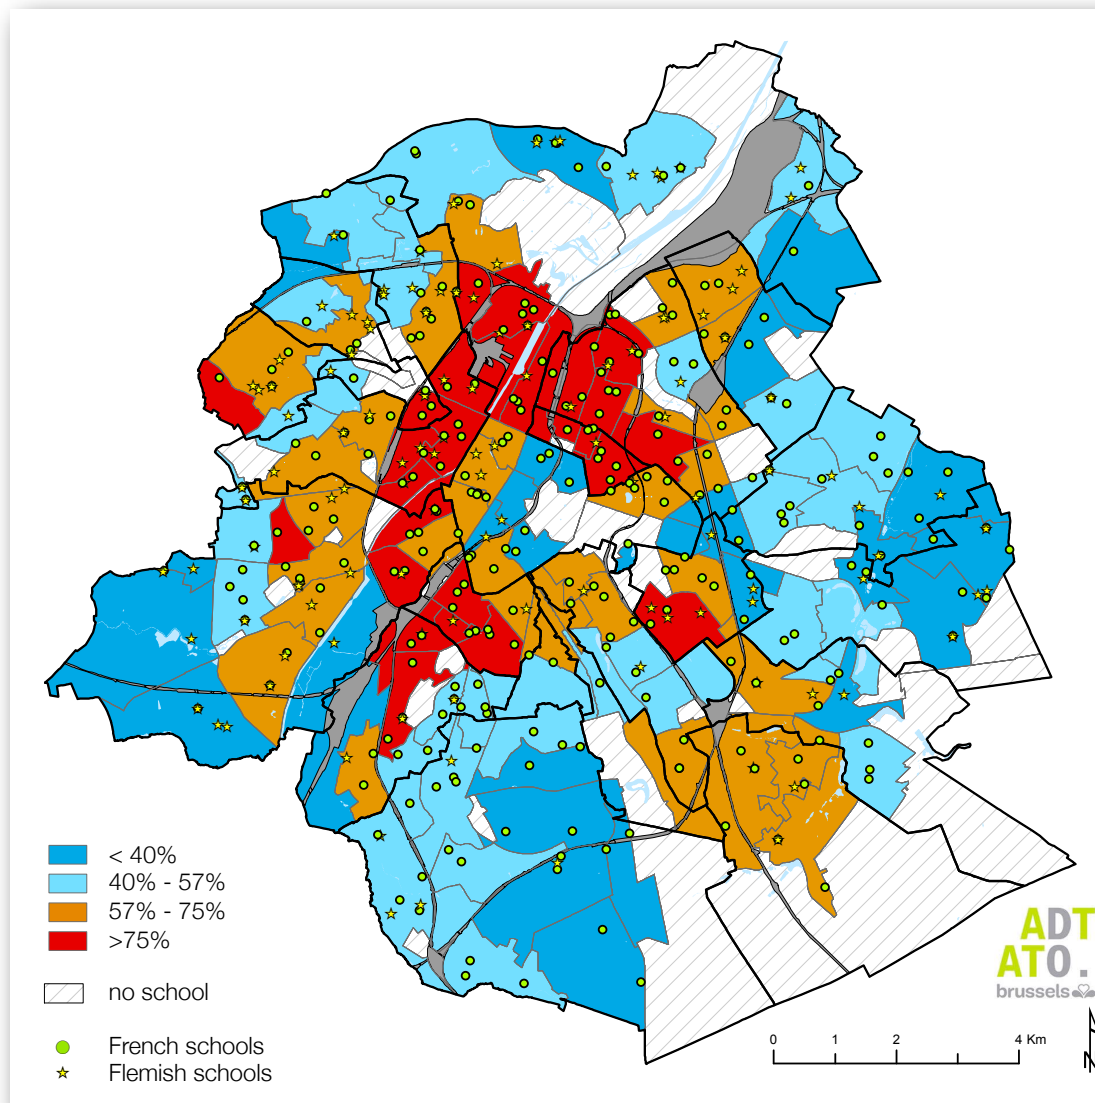 < 40%
40% - 57%
57% - 75%
>75%
no school
French schools
Flemish schools
ADT
ATO.
brussels
0 1 2 4 Km